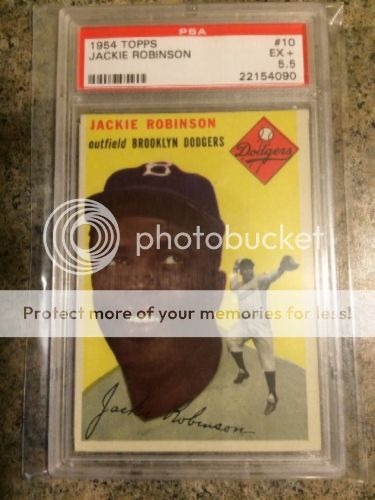 PSA
1954 TOPPS #10
JACKIE ROBINSON EX +
5.5
22154090
JACKIE ROBINSON
outfield BROOKLYN DODGERS
Dodgers
B
photobucket
Protect more of your memories for less!
Jackie Robinson